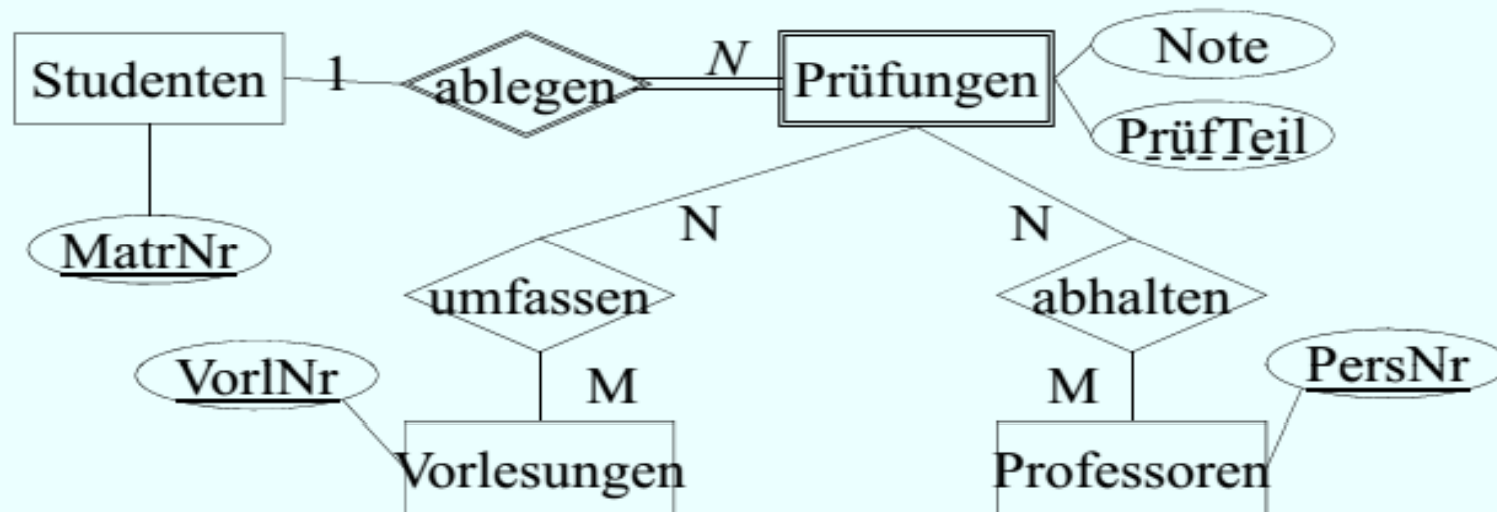 Note
Studenten 1 ablegen N Prüfungen
PrüfTeil
MatrNr
N N
umfassen abhalten
VorlNr M M PersNr
Vorlesungen Professoren